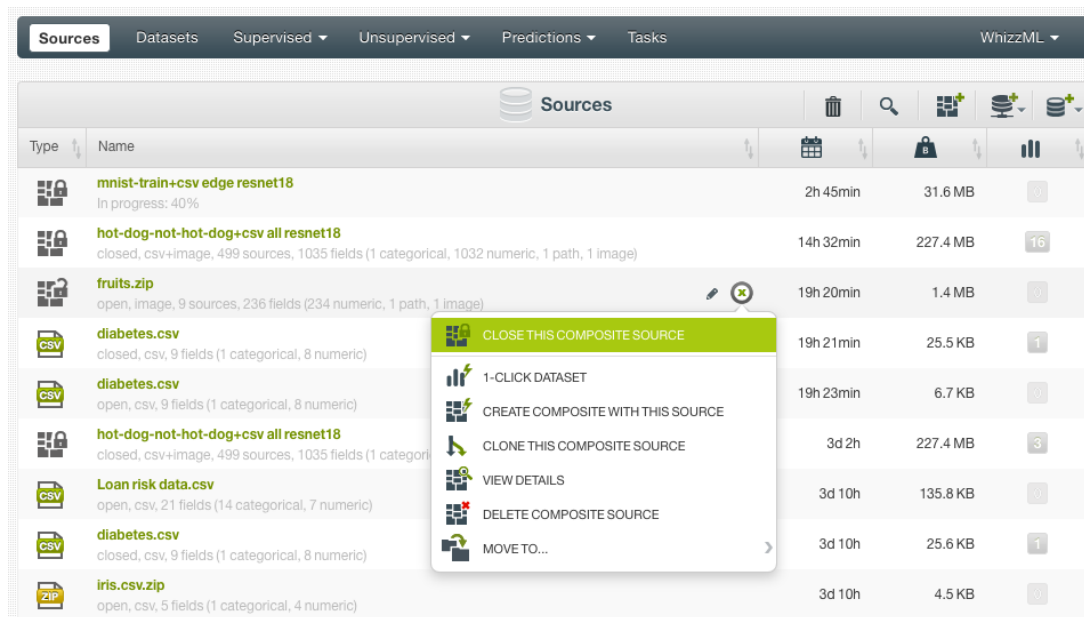 Sources Datasets Supervised Unsupervised Predictions Tasks WhizzML
Sources
Type Name B
mnist-train+csv edge resnet18
In progress: 40%
2h 45min 31.6 MB 0
hot-dog-not-hot-dog+csv all resnet18
closed, csv+image, 499 sources, 1035 fields (1 categorical, 1032 numeric, 1 path, 1 image)
14h 32min 227.4 MB 16
fruits.zip
open, image, 9 sources, 236 fields (234 numeric, 1 path, 1 image)
19h 20min 1.4 MB 0
CLOSE THIS COMPOSITE SOURCE
1-CLICK DATASET
CREATE COMPOSITE WITH THIS SOURCE
CLONE THIS COMPOSITE SOURCE
VIEW DETAILS
DELETE COMPOSITE SOURCE
MOVE TO...
CSV diabetes.csv
closed, csv, 9 fields (1 categorical, 8 numeric)
19h 21min 25.5 KB 1
CSV diabetes.csv
open, csv, 9 fields (1 categorical, 8 numeric)
19h 23min 6.7 KB 0
hot-dog-not-hot-dog+csv all resnet18
closed, csv+image, 499 sources, 1035 fields (1 categori
3d 2h 227.4 MB 3
CSV Loan risk data.csv
open, csv, 21 fields (14 categorical, 7 numeric)
3d 10h 135.8 KB 0
CSV diabetes.csv
closed, csv, 9 fields (1 categorical, 8 numeric)
3d 10h 25.6 KB 1
ZIP iris.csv.zip
open, csv, 5 fields (1 categorical, 4 numeric)
3d 10h 4.5 KB 0